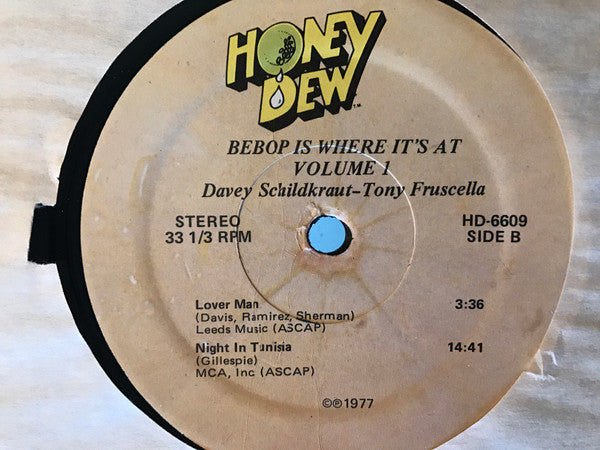 HONEY
DEW
TM
BEBOP IS WHERE IT'S AT
VOLUME 1
Davey Schildkraut-Tony Fruscella
STEREO
33 1/3 RPM
HD-6609
SIDE B
Lover Man 3:36
(Davis, Ramirez, Sherman)
Leeds Music (ASCAP)
Night In Tunisia 14:41
(Gillespie)
MCA, Inc (ASCAP)
©℗1977